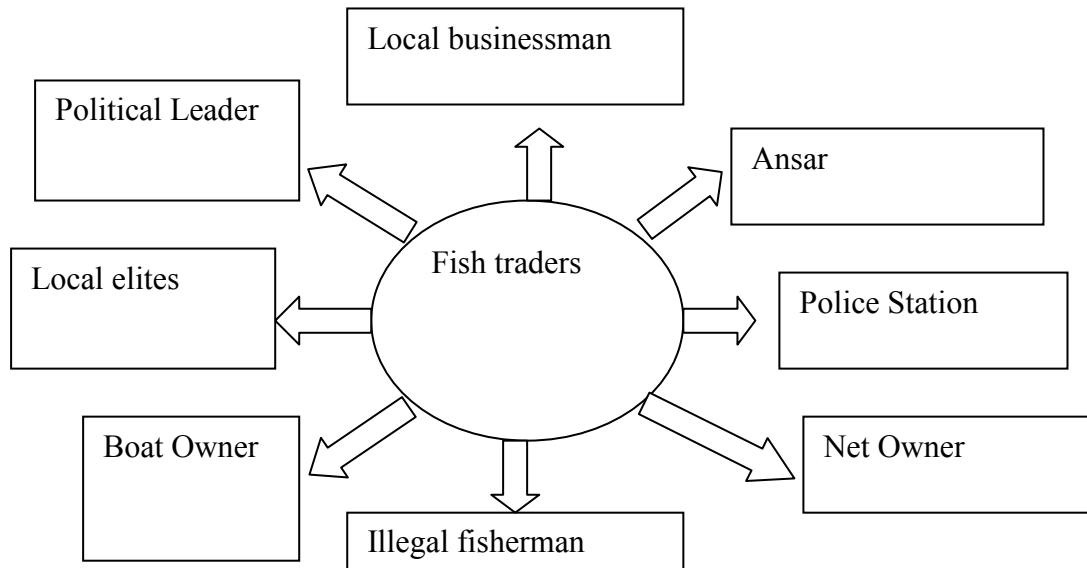 Local businessman
Political Leader
Ansar
Fish traders
Local elites
Police Station
Boat Owner
Net Owner
Illegal fisherman